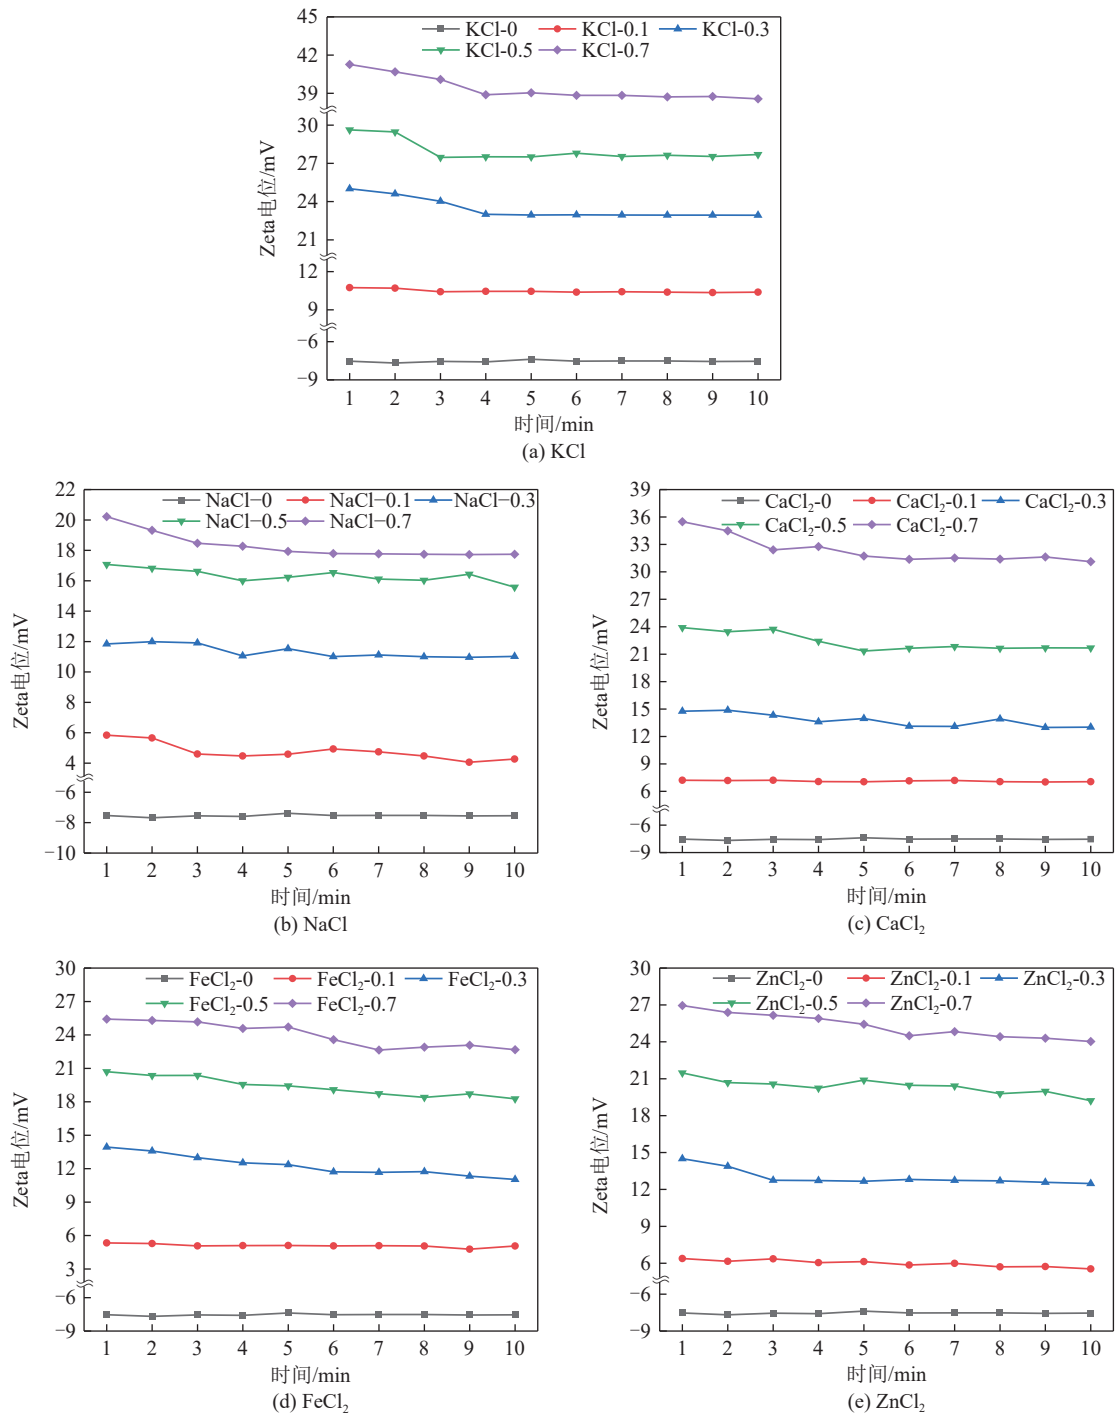 KCl-0 KCl-0.1 KCl-0.3
KCl-0.5 KCl-0.7
45
42
39
30
27
24
21
12
9
−6
−9
Zeta电位/mV
1 2 3 4 5 6 7 8 9 10
时间/min
(a) KCl
NaCl−0 NaCl−0.1 NaCl−0.3
NaCl−0.5 NaCl−0.7
22
20
18
16
14
12
10
8
6
4
−6
−8
−10
Zeta电位/mV
1 2 3 4 5 6 7 8 9 10
时间/min
(b) NaCl
CaCl₂-0 CaCl₂-0.1 CaCl₂-0.3
CaCl₂-0.5 CaCl₂-0.7
39
36
33
30
27
24
21
18
15
12
9
6
−6
−9
Zeta电位/mV
1 2 3 4 5 6 7 8 9 10
时间/min
(c) CaCl₂
FeCl₂-0 FeCl₂-0.1 FeCl₂-0.3
FeCl₂-0.5 FeCl₂-0.7
30
27
24
21
18
15
12
9
6
3
−6
−9
Zeta电位/mV
1 2 3 4 5 6 7 8 9 10
时间/min
(d) FeCl₂
ZnCl₂-0 ZnCl₂-0.1 ZnCl₂-0.3
ZnCl₂-0.5 ZnCl₂-0.7
30
27
24
21
18
15
12
9
6
−6
−9
Zeta电位/mV
1 2 3 4 5 6 7 8 9 10
时间/min
(e) ZnCl₂